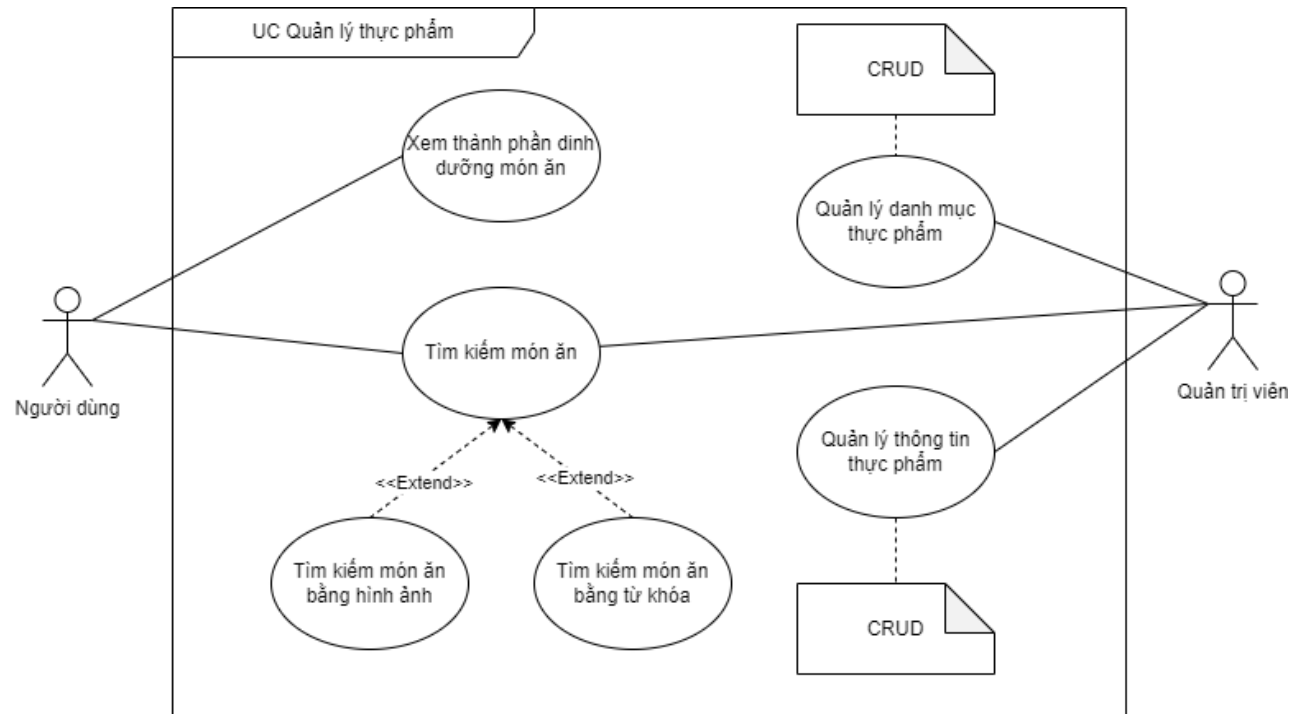 UC Quản lý thực phẩm
CRUD
Xem thành phần dinh
dưỡng món ăn
Quản lý danh mục
thực phẩm
Tìm kiếm món ăn
Người dùng
Quản trị viên
Quản lý thông tin
thực phẩm
<<Extend>>
<<Extend>>
Tìm kiếm món ăn
bằng hình ảnh
Tìm kiếm món ăn
bằng từ khóa
CRUD